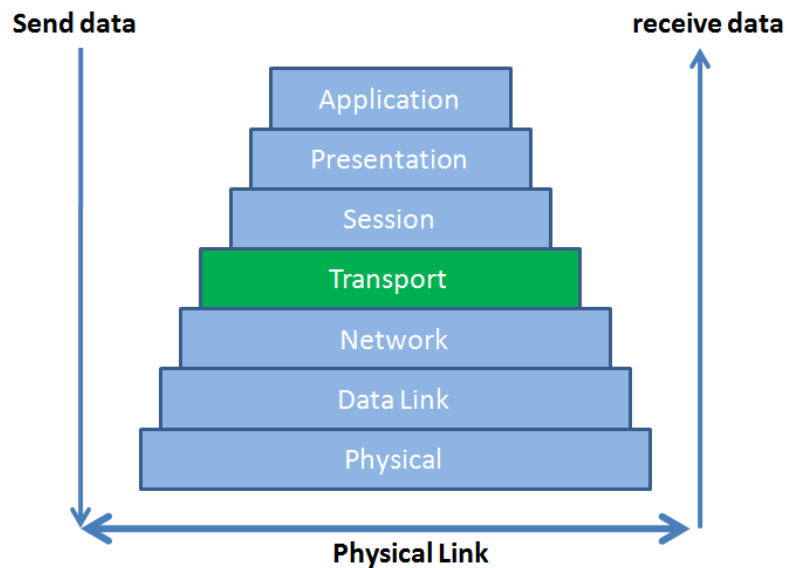 Send data
receive data
Application
Presentation
Session
Transport
Network
Data Link
Physical
Physical Link